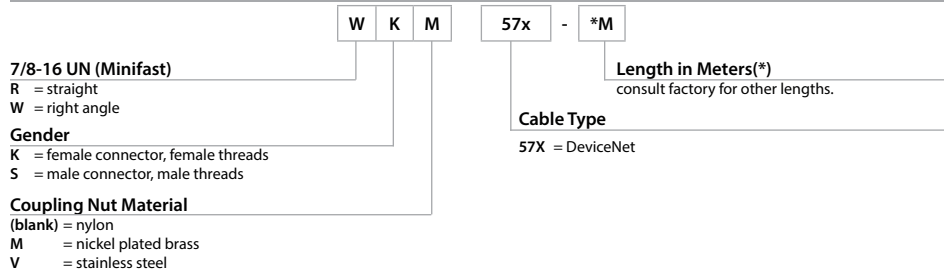 W K M 57x - *M
7/8-16 UN (Minifast)
R = straight
W = right angle
Gender
K = female connector, female threads
S = male connector, male threads
Coupling Nut Material
(blank) = nylon
M = nickel plated brass
V = stainless steel
Length in Meters(*)
consult factory for other lengths.
Cable Type
57X = DeviceNet